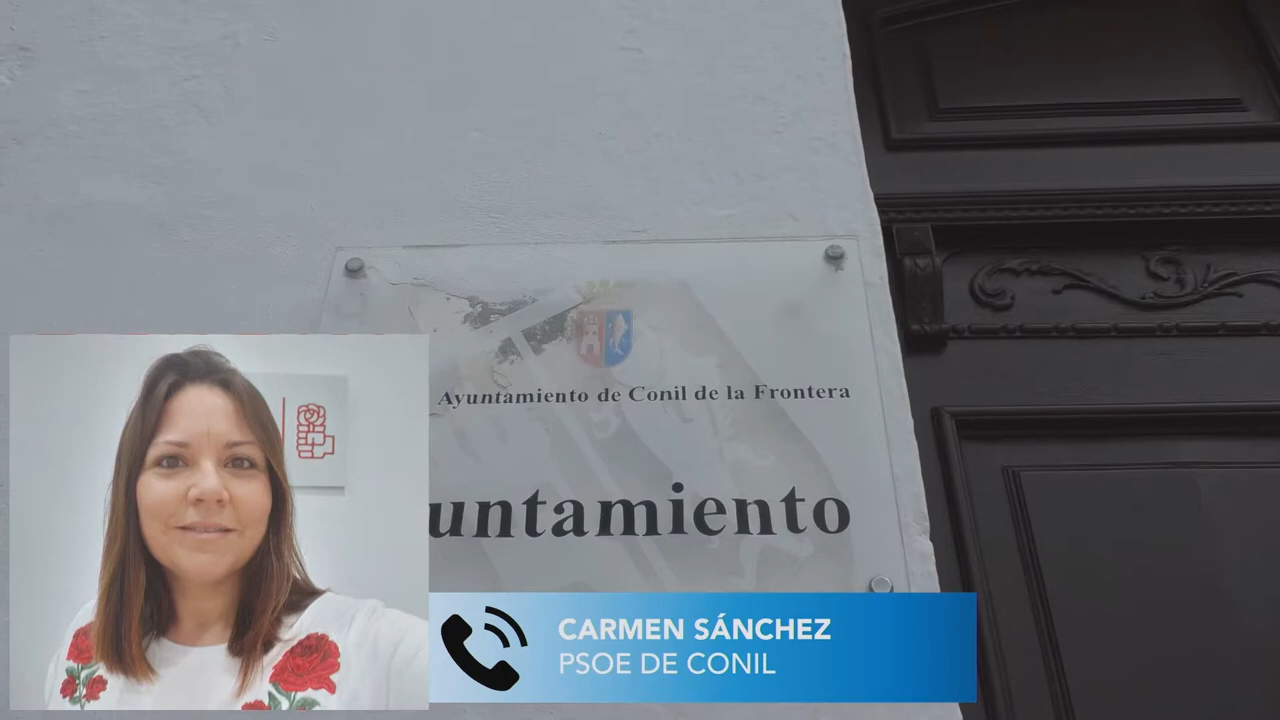 Ayuntamiento de Conil de la Frontera
untamiento
CARMEN SÁNCHEZ
PSOE DE CONIL